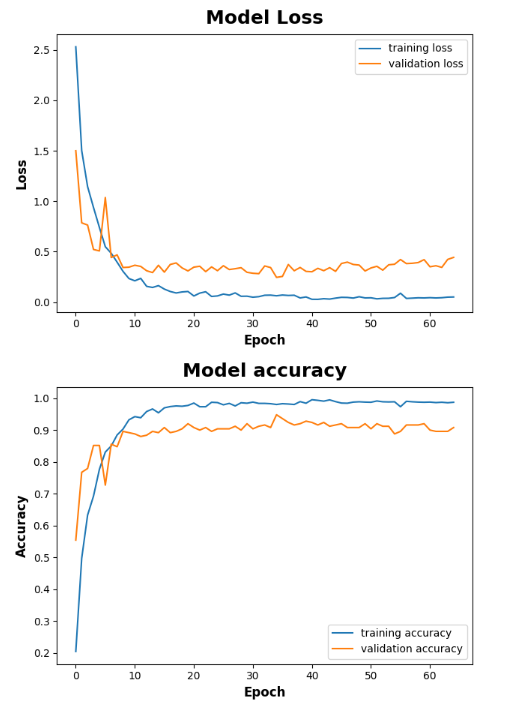 Model Loss
2.5
2.0
1.5
1.0
0.5
0.0
Loss
training loss
validation loss
0 10 20 30 40 50 60
Epoch
Model accuracy
1.0
0.9
0.8
0.7
0.6
0.5
0.4
0.3
0.2
Accuracy
training accuracy
validation accuracy
0 10 20 30 40 50 60
Epoch